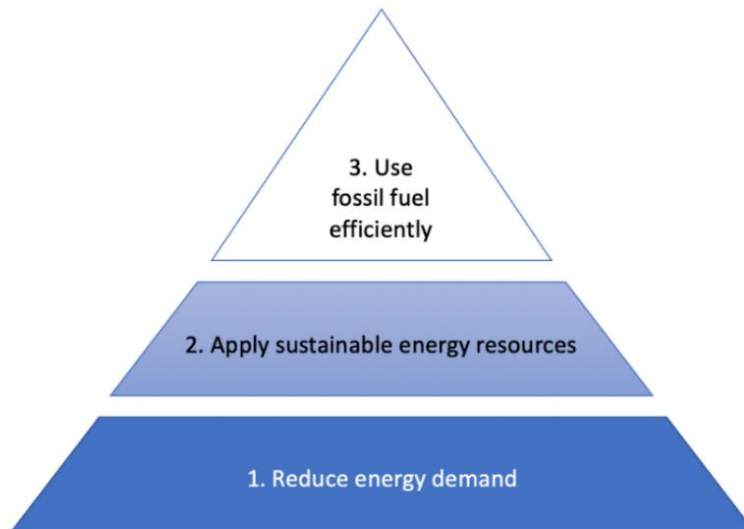 3. Use
fossil fuel
efficiently
2. Apply sustainable energy resources
1. Reduce energy demand